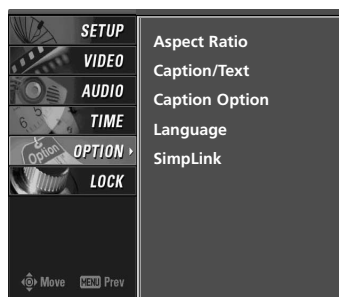 SETUP
VIDEO
AUDIO
TIME
OPTION
LOCK
Move MENU Prev
Aspect Ratio
Caption/Text
Caption Option
Language
SimpLink